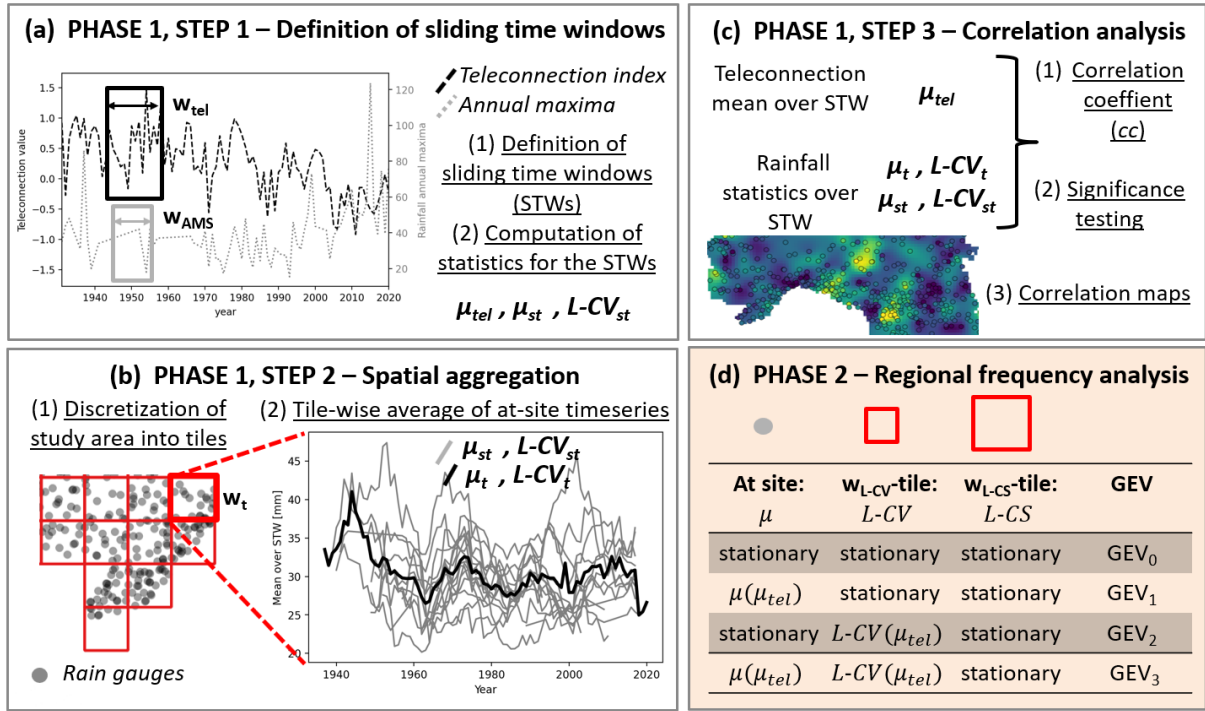 (a) PHASE 1, STEP 1 – Definition of sliding time windows
Teleconnection value
1.5
1.0
0.5
0.0
-0.5
-1.0
-1.5
w_tel
w_AMS
1940 1950 1960 1970 1980 1990 2000 2010 2020
year
120
100
80
60
40
20
Rainfall annual maxima
Teleconnection index
Annual maxima
(1) Definition of
sliding time windows
(STWs)
(2) Computation of
statistics for the STWs
μ_tel , μ_st , L-CV_st
(b) PHASE 1, STEP 2 – Spatial aggregation
(1) Discretization of
study area into tiles
w_t
Rain gauges
(2) Tile-wise average of at-site timeseries
Mean over STW [mm]
45
40
35
30
25
20
μ_st , L-CV_st
μ_t , L-CV_t
1940 1960 1980 2000 2020
Year
(c) PHASE 1, STEP 3 – Correlation analysis
Teleconnection
mean over STW
μ_tel
Rainfall
statistics over
STW
μ_t , L-CV_t
μ_st , L-CV_st
(1) Correlation
coeffient
(cc)
(2) Significance
testing
(3) Correlation maps
(d) PHASE 2 – Regional frequency analysis
At site: w_L-CV-tile: w_L-CS-tile: GEV
μ L-CV L-CS
stationary stationary stationary GEV_0
μ(μ_tel) stationary stationary GEV_1
stationary L-CV(μ_tel) stationary GEV_2
μ(μ_tel) L-CV(μ_tel) stationary GEV_3